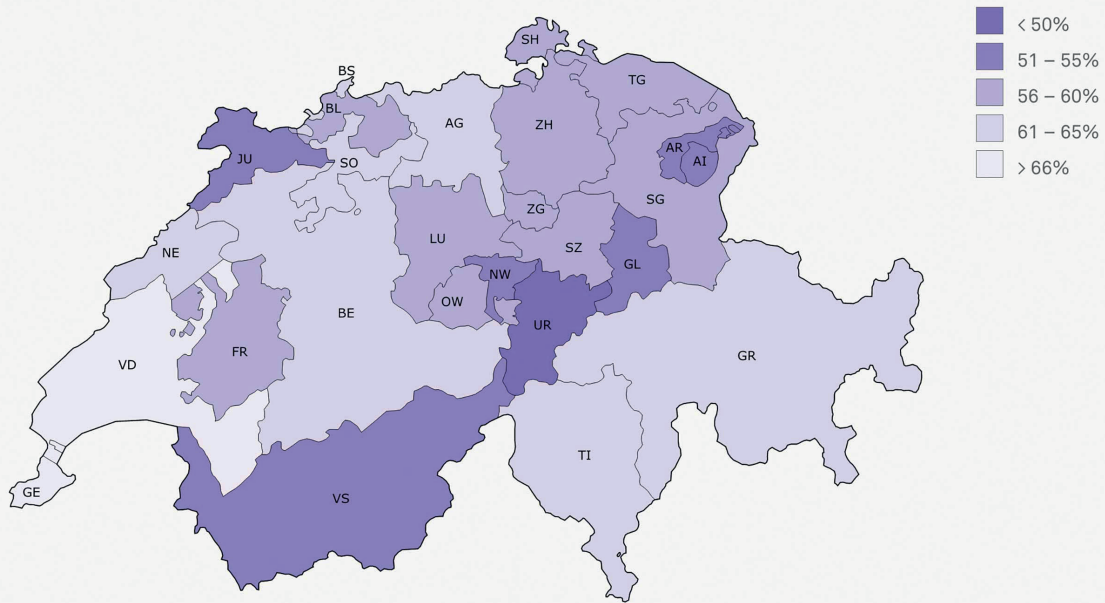 < 50%
51 – 55%
56 – 60%
61 – 65%
> 66%
SH
BS
TG
BL
AG
ZH
JU
SO
AR
AI
ZG
SG
LU
SZ
NE
GL
NW
OW
BE
UR
FR
VD
GR
TI
GE
VS